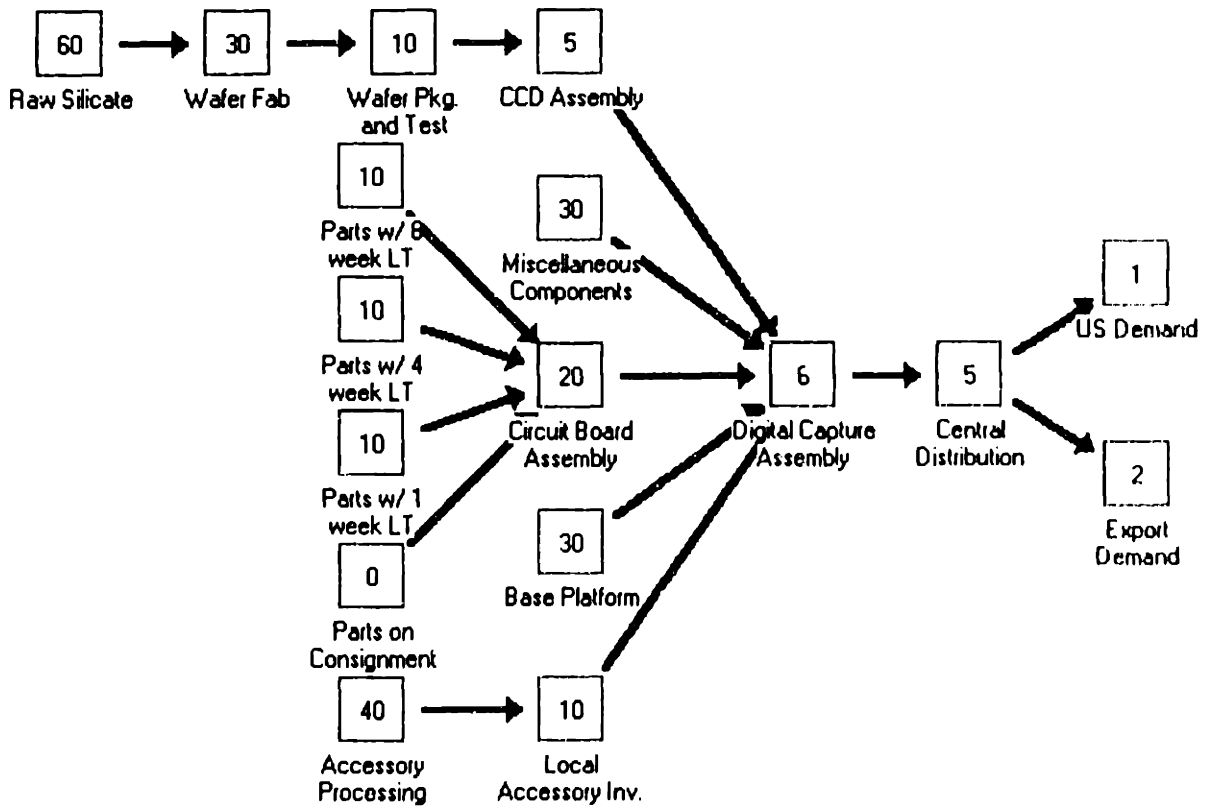 60
30
10
5
Raw Silicate
Wafer Fab
Wafer Pkg.
and Test
CCD Assembly
10
Parts w/ 8
week LT
30
Miscellaneous
Components
10
Parts w/ 4
week LT
20
Circuit Board
Assembly
6
Digital Capture
Assembly
5
Central
Distribution
1
US Demand
2
Export
Demand
10
Parts w/ 1
week LT
30
Base Platform
0
Parts on
Consignment
40
Accessory
Processing
10
Local
Accessory Inv.